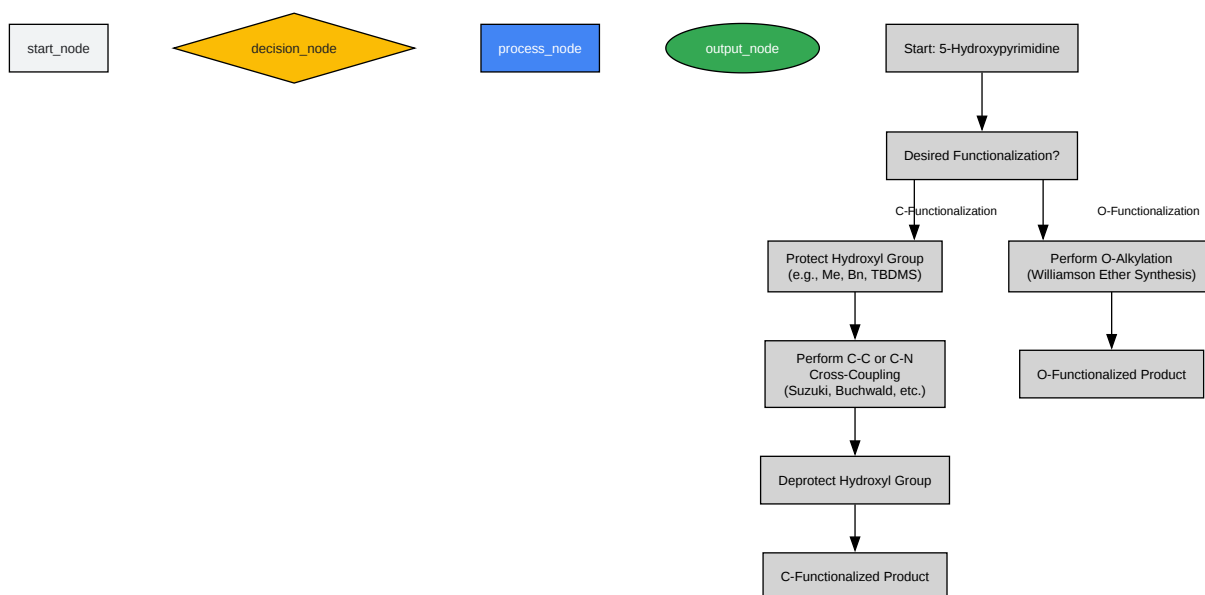 start_node
decision_node
process_node
output_node
Start: 5-Hydroxypyrimidine
Desired Functionalization?
C-Functionalization
O-Functionalization
Protect Hydroxyl Group
(e.g., Me, Bn, TBDMS)
Perform O-Alkylation
(Williamson Ether Synthesis)
Perform C-C or C-N
Cross-Coupling
(Suzuki, Buchwald, etc.)
O-Functionalized Product
Deprotect Hydroxyl Group
C-Functionalized Product